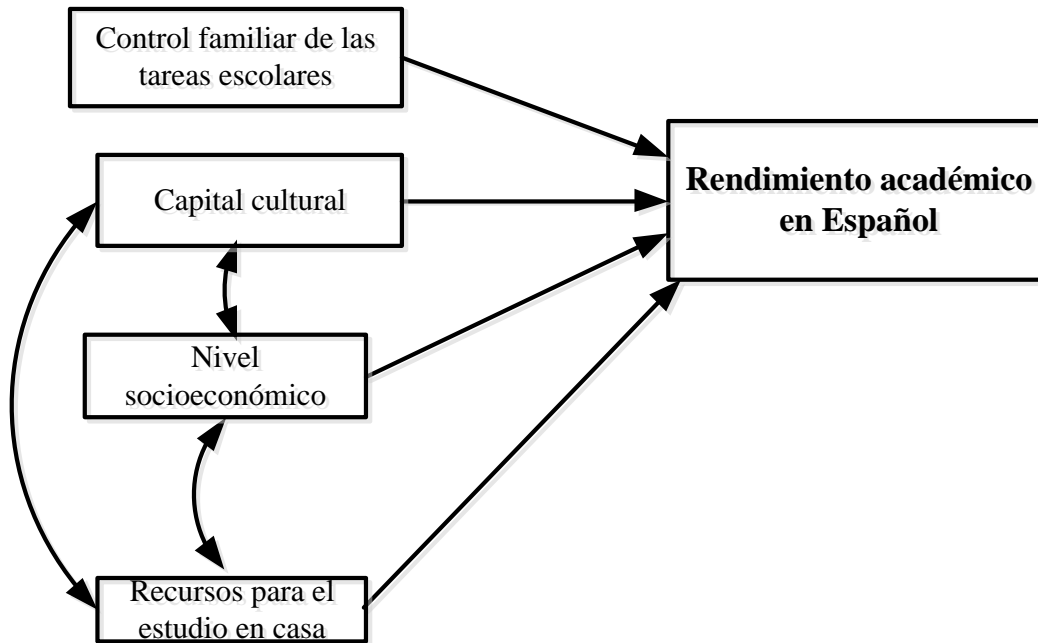 Control familiar de las
tareas escolares
Capital cultural
Rendimiento académico
en Español
Nivel
socioeconómico
Recursos para el
estudio en casa